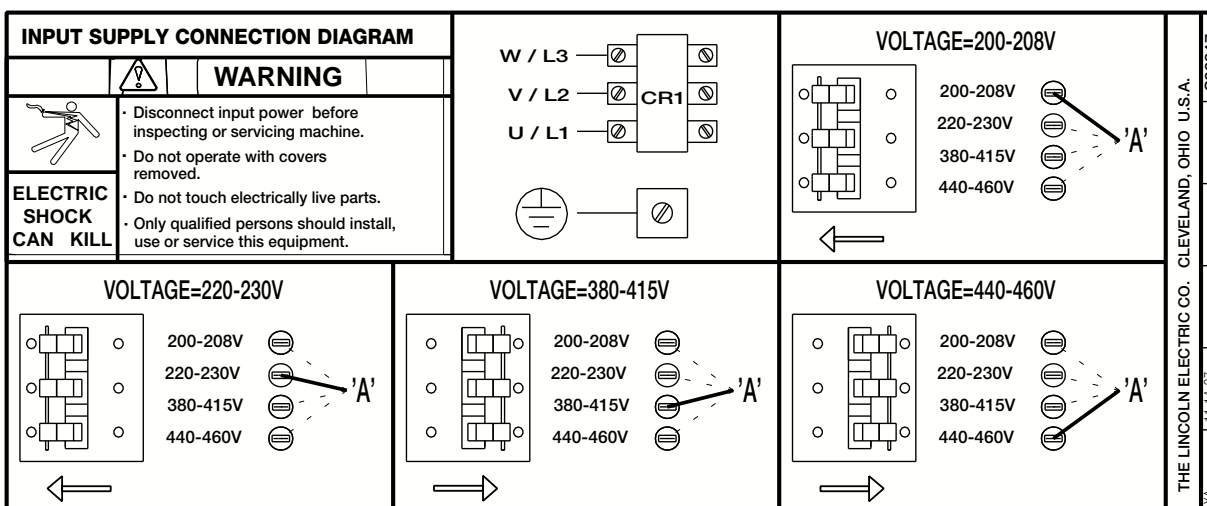 INPUT SUPPLY CONNECTION DIAGRAM
WARNING
· Disconnect input power before
inspecting or servicing machine.
· Do not operate with covers
removed.
· Do not touch electrically live parts.
· Only qualified persons should install,
use or service this equipment.
ELECTRIC
SHOCK
CAN KILL
W / L3
V / L2
U / L1
CR1
VOLTAGE=200-208V
200-208V
220-230V
380-415V
440-460V
'A'
VOLTAGE=220-230V
200-208V
220-230V
380-415V
440-460V
'A'
VOLTAGE=380-415V
200-208V
220-230V
380-415V
440-460V
'A'
VOLTAGE=440-460V
200-208V
220-230V
380-415V
440-460V
'A'
THE LINCOLN ELECTRIC CO. CLEVELAND, OHIO U.S.A.